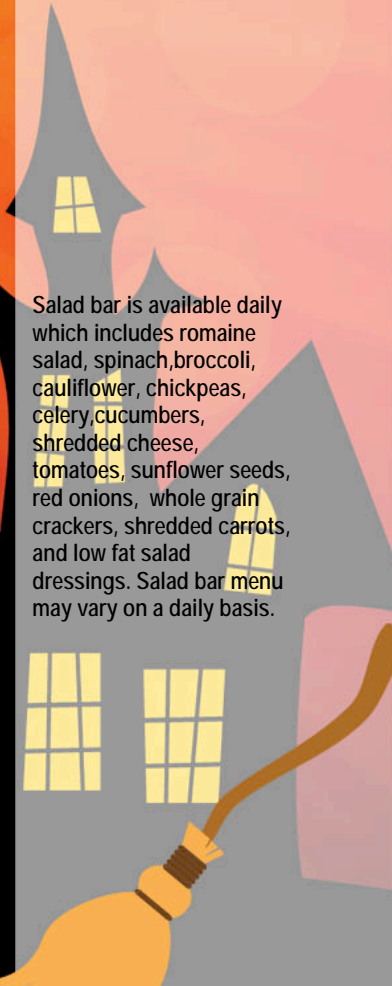 Salad bar is available daily
which includes romaine
salad, spinach,broccoli,
cauliflower, chickpeas,
celery,cucumbers,
shredded cheese,
tomatoes, sunflower seeds,
red onions,  whole grain
crackers, shredded carrots,
and low fat salad
dressings. Salad bar menu
may vary on a daily basis.